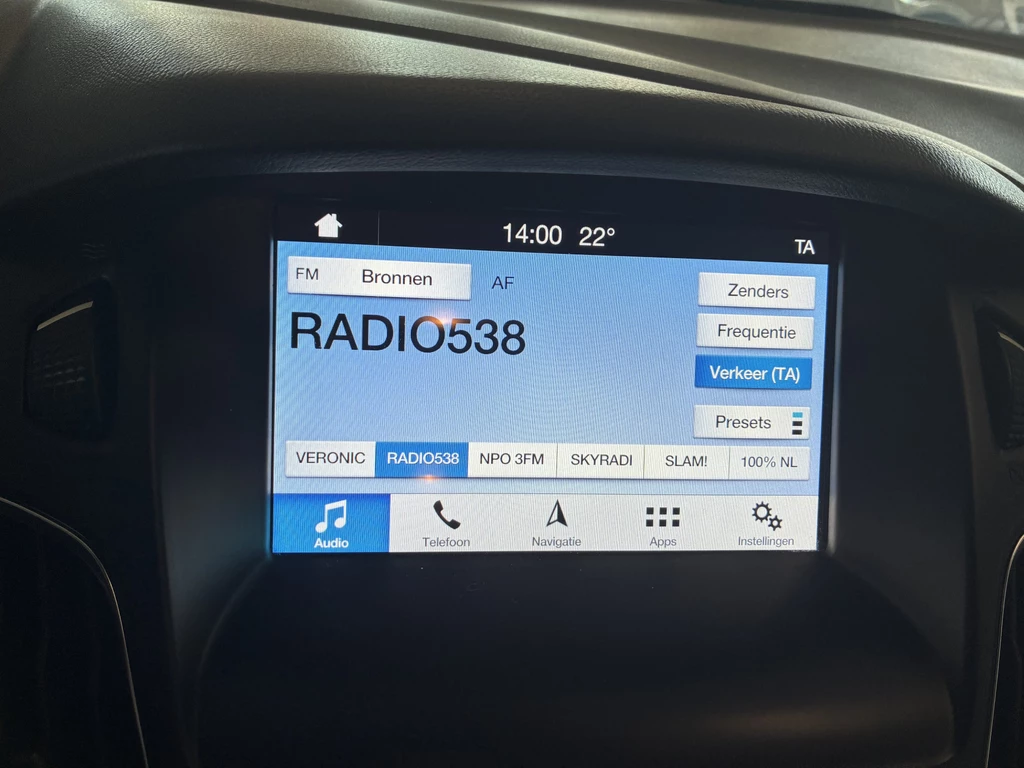 14:00 22° TA
FM Bronnen AF Zenders
RADIO538 Frequentie
Verkeer (TA)
Presets
VERONIC RADIO538 NPO 3FM SKYRADI SLAM! 100% NL
Audio Telefoon Navigatie Apps Instellingen